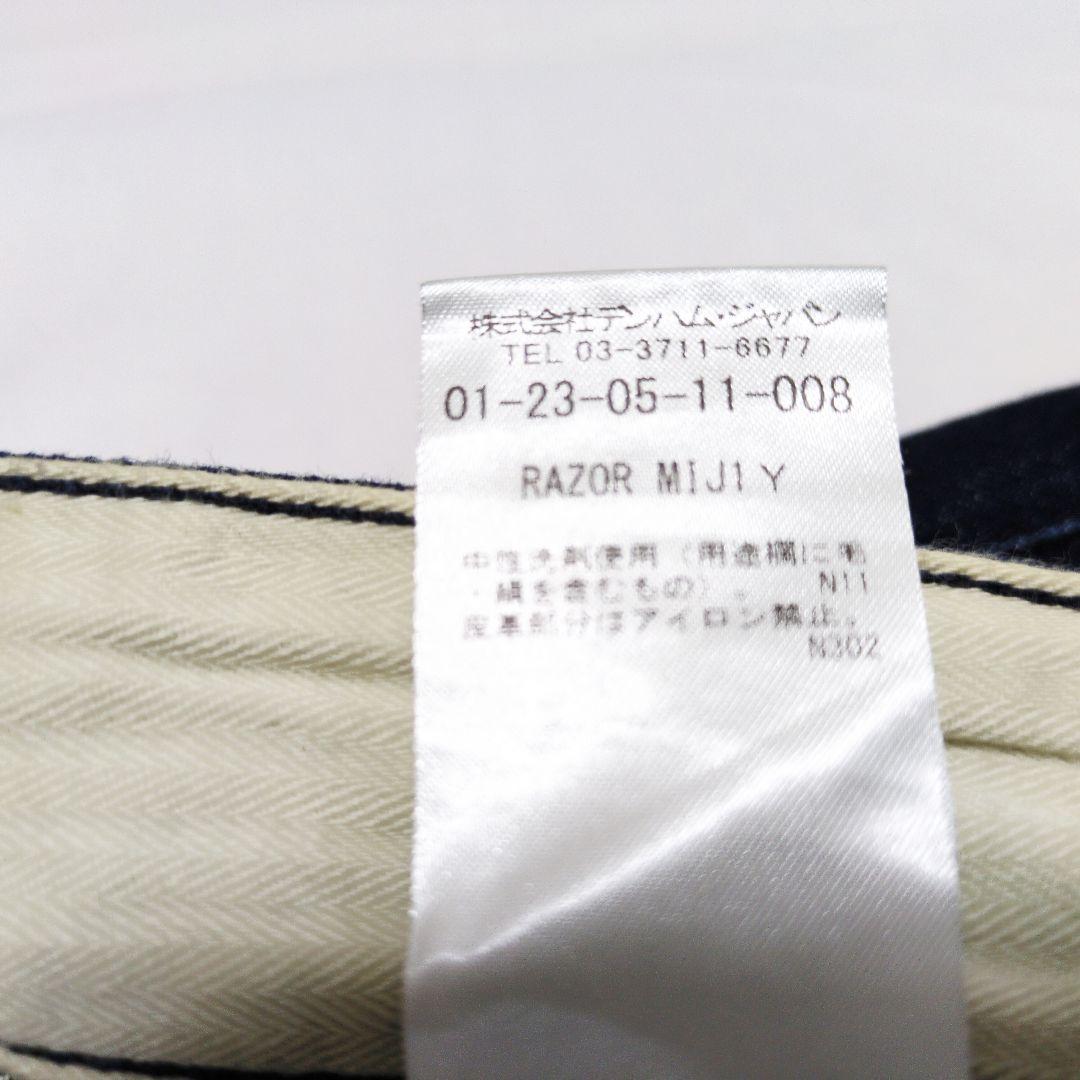 株式会社デンハム・ジャパン
TEL 03-3711-6677
01-23-05-11-008
RAZOR MIJ1Y
中性洗剤使用（用途欄に毛
・絹を含むもの）。 N11
皮革部分はアイロン禁止。
N302